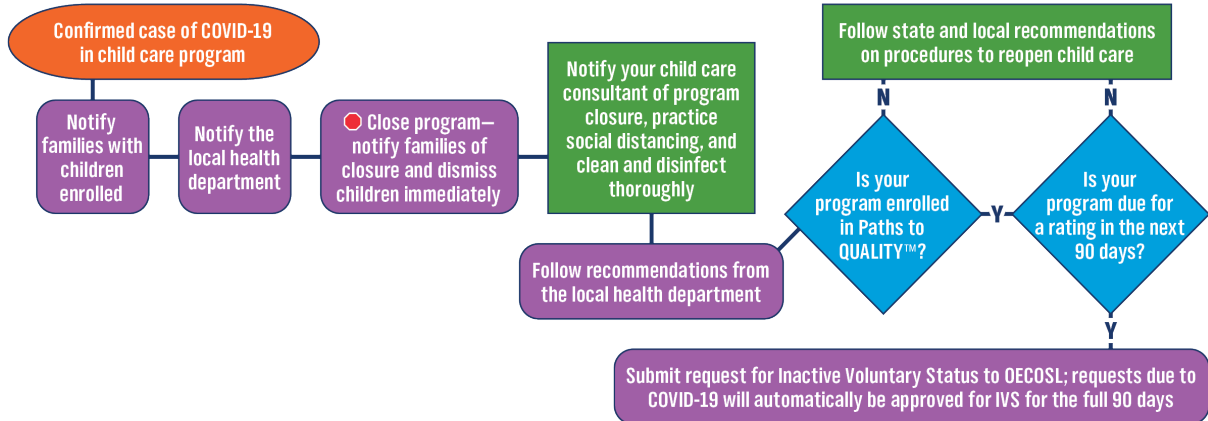 Confirmed case of COVID-19
in child care program
Notify
families with
children
enrolled
Notify the
local health
department
Close program—
notify families of
closure and dismiss
children immediately
Notify your child care
consultant of program
closure, practice
social distancing,
and clean and disinfect
thoroughly
Follow recommendations from
the local health department
Is your
program enrolled
in Paths to
QUALITY™?
N
Y
Follow state and local recommendations
on procedures to reopen child care
Is your
program due for
a rating in the next
90 days?
N
Y
Submit request for Inactive Voluntary Status to OECOSL; requests due to
COVID-19 will automatically be approved for IVS for the full 90 days